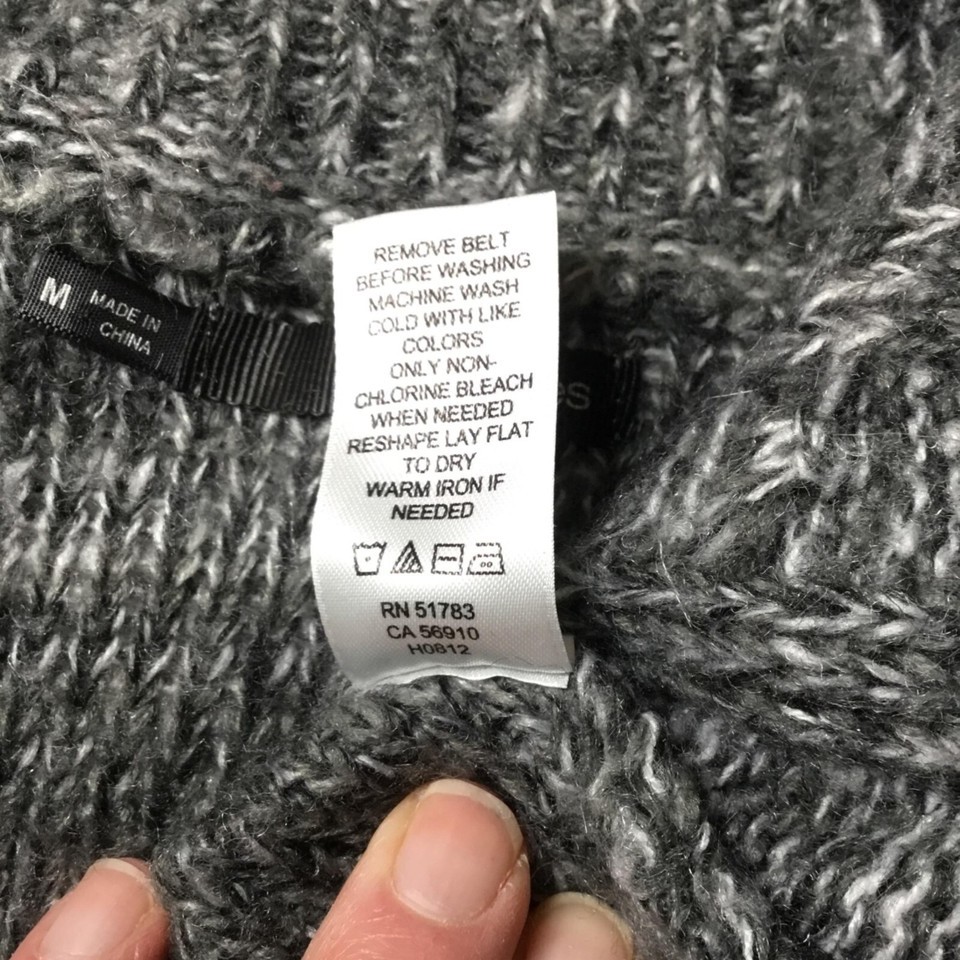 M
MADE IN
CHINA
REMOVE BELT
BEFORE WASHING
MACHINE WASH
COLD WITH LIKE
COLORS
ONLY NON-
CHLORINE BLEACH
WHEN NEEDED
RESHAPE LAY FLAT
TO DRY
WARM IRON IF
NEEDED
RN 51783
CA 56910
H0812